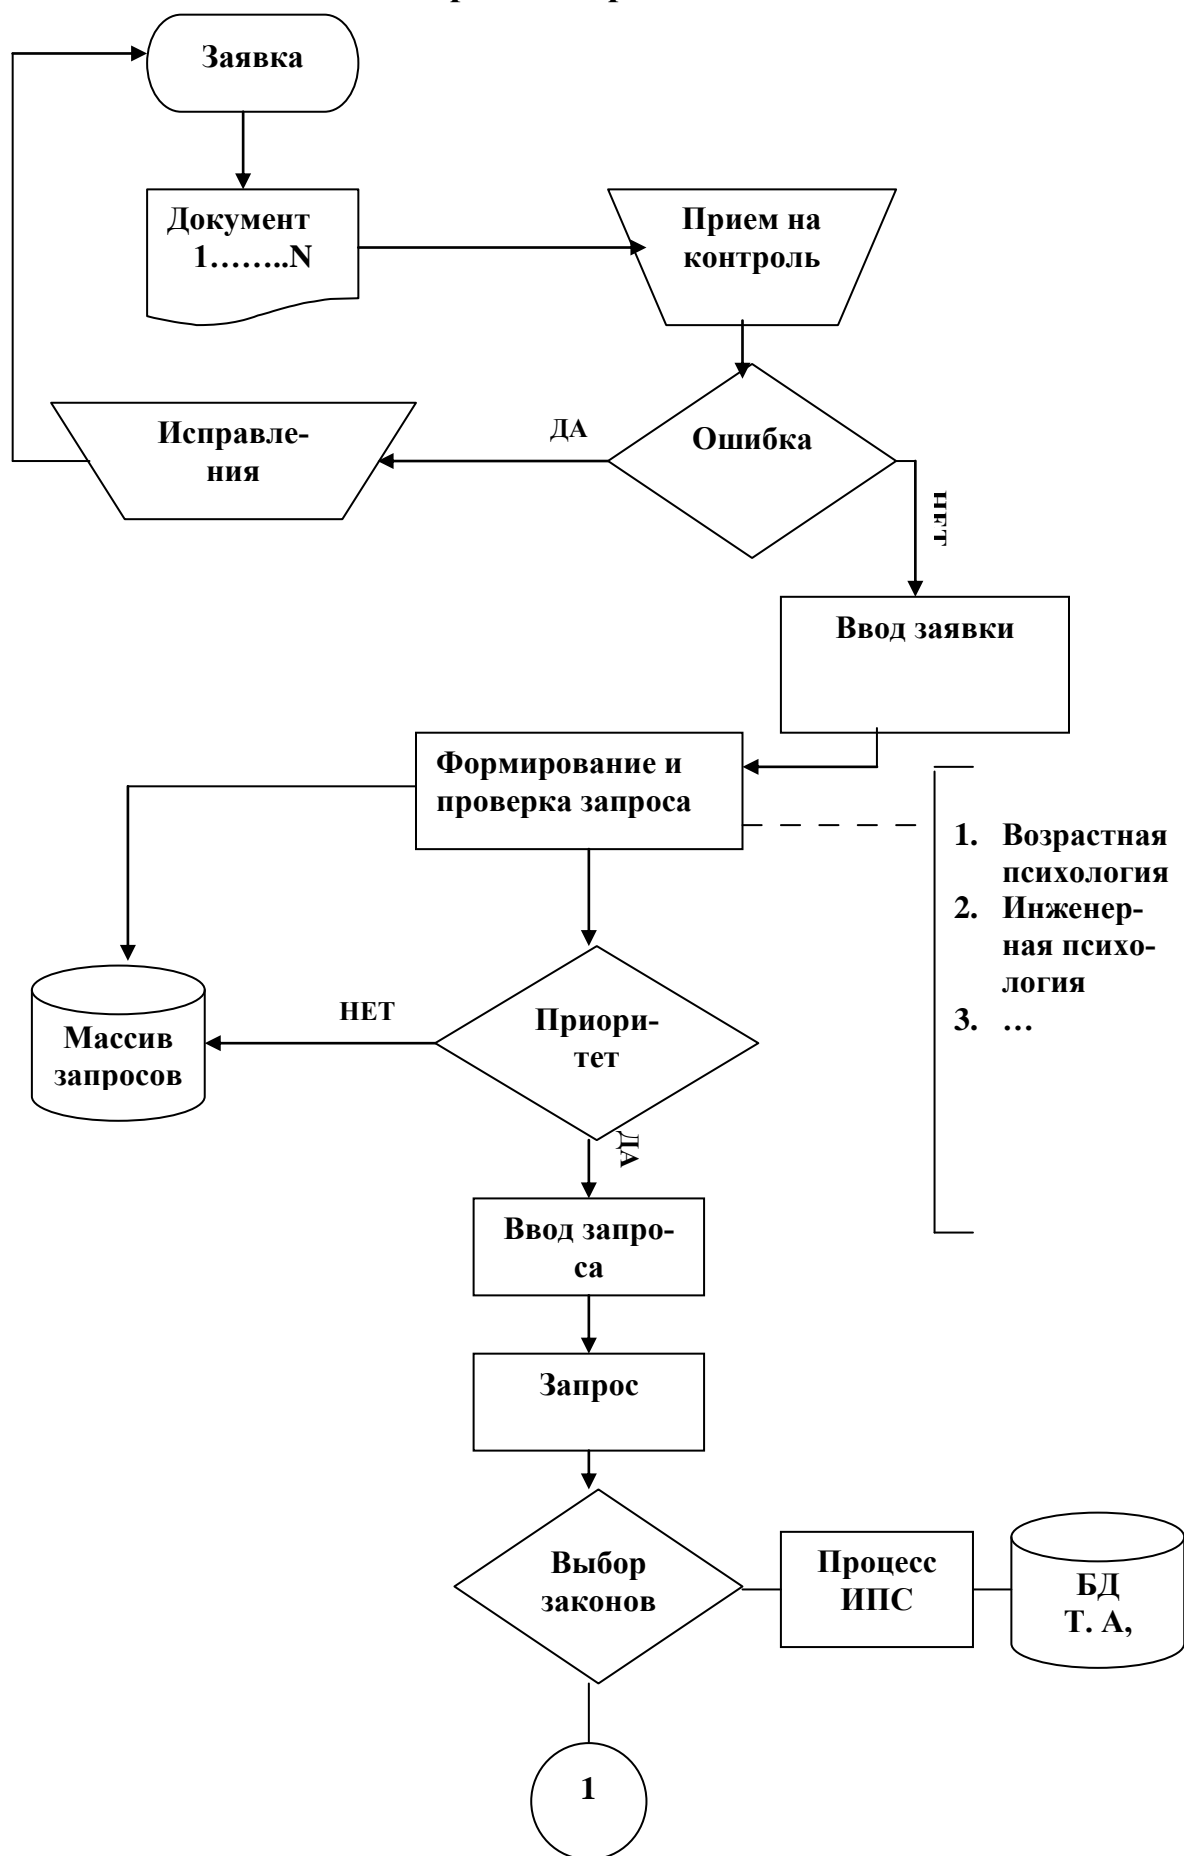 Заявка
Документ
1……..N
Прием на
контроль
Исправле-
ния
ДА
Ошибка
НЕТ
Ввод заявки
Формирование и
проверка запроса
1. Возрастная
психология
2. Инженер-
ная психо-
логия
3. …
Массив
запросов
НЕТ
Приори-
тет
ДА
Ввод запро-
са
Запрос
Выбор
законов
Процесс
ИПС
БД
Т. А,
1